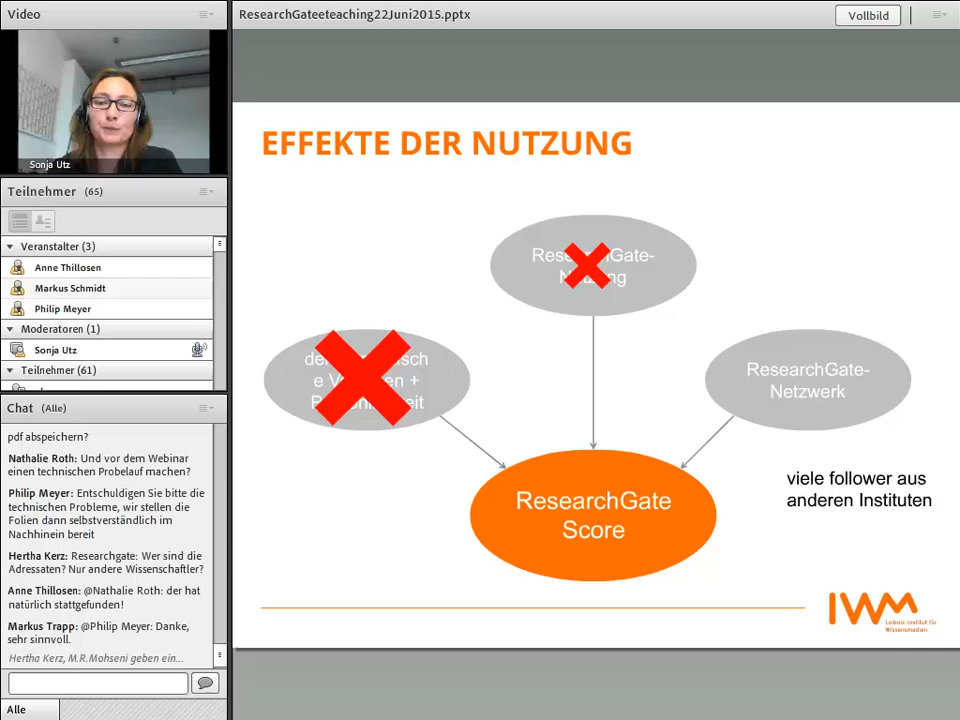 Video
Sonja Utz
Teilnehmer (65)
Veranstalter (3)
Anne Thillosen
Markus Schmidt
Philip Meyer
Moderatoren (1)
Sonja Utz
Teilnehmer (61)
Chat (Alle)
pdf abspeichern?
Nathalie Roth: Und vor dem Webinar
einen technischen Probelauf machen?
Philip Meyer: Entschuldigen Sie bitte die
technischen Probleme, wir stellen die
Folien dann selbstverständlich im
Nachhinein bereit
Hertha Kerz: Researchgate: Wer sind die
Adressaten? Nur andere Wissenschaftler?
Anne Thillosen: @Nathalie Roth: der hat
natürlich stattgefunden!
Markus Trapp: @Philip Meyer: Danke,
sehr sinnvoll.
Hertha Kerz, M.R.Mohseni geben ein...
Alle
ResearchGateeteaching22Juni2015.pptx
Vollbild
EFFEKTE DER NUTZUNG
ResearchGate-
ResearchGate-
Netzwerk
ResearchGate
Score
viele follower aus
anderen Instituten
IWM
Leibniz-Institut für
Wissensmedien